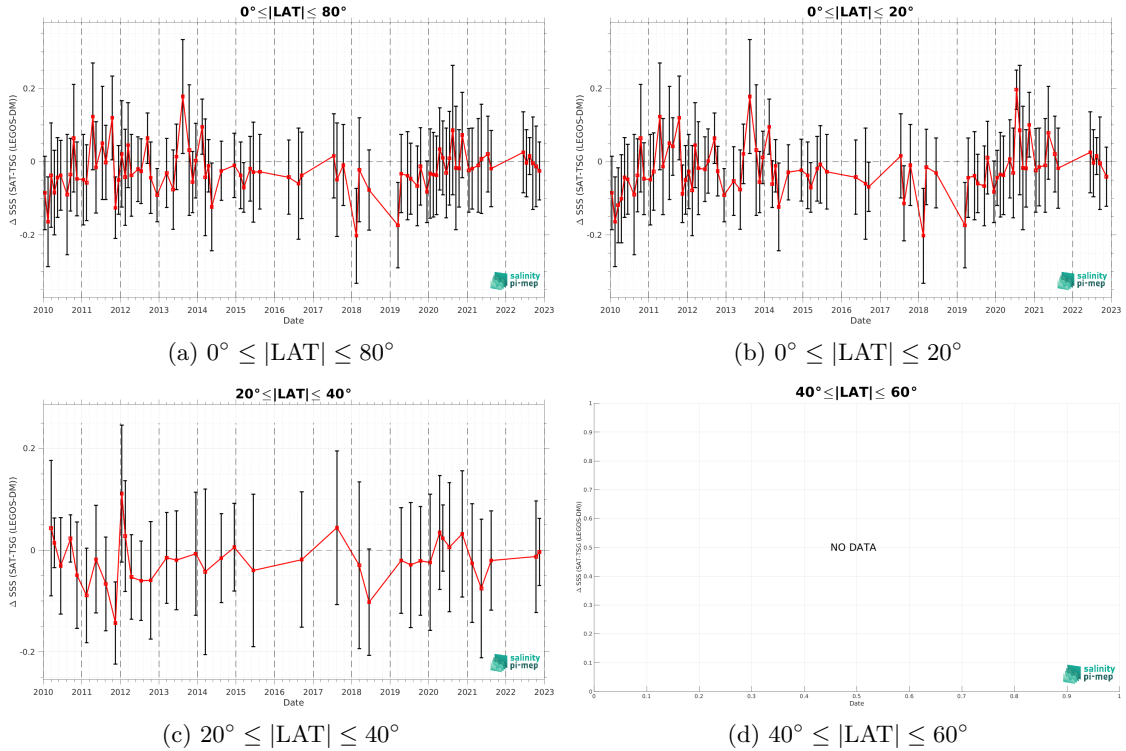 0°≤|LAT|≤ 80°
Δ SSS (SAT-TSG (LEGOS-DM))
0.2
0
-0.2
2010 2011 2012 2013 2014 2015 2016 2017 2018 2019 2020 2021 2022 2023
Date
salinity
pi-mep
(a) 0° ≤ |LAT| ≤ 80°
0°≤|LAT|≤ 20°
Δ SSS (SAT-TSG (LEGOS-DM))
0.2
0
-0.2
2010 2011 2012 2013 2014 2015 2016 2017 2018 2019 2020 2021 2022 2023
Date
salinity
pi-mep
(b) 0° ≤ |LAT| ≤ 20°
20°≤|LAT|≤ 40°
Δ SSS (SAT-TSG (LEGOS-DM))
0.2
0
-0.2
2010 2011 2012 2013 2014 2015 2016 2017 2018 2019 2020 2021 2022 2023
Date
salinity
pi-mep
(c) 20° ≤ |LAT| ≤ 40°
40°≤|LAT|≤ 60°
Δ SSS (SAT-TSG (LEGOS-DM))
1
0.9
0.8
0.7
0.6
0.5
0.4
0.3
0.2
0.1
0
NO DATA
0 0.1 0.2 0.3 0.4 0.5 0.6 0.7 0.8 0.9 1
Date
salinity
pi-mep
(d) 40° ≤ |LAT| ≤ 60°